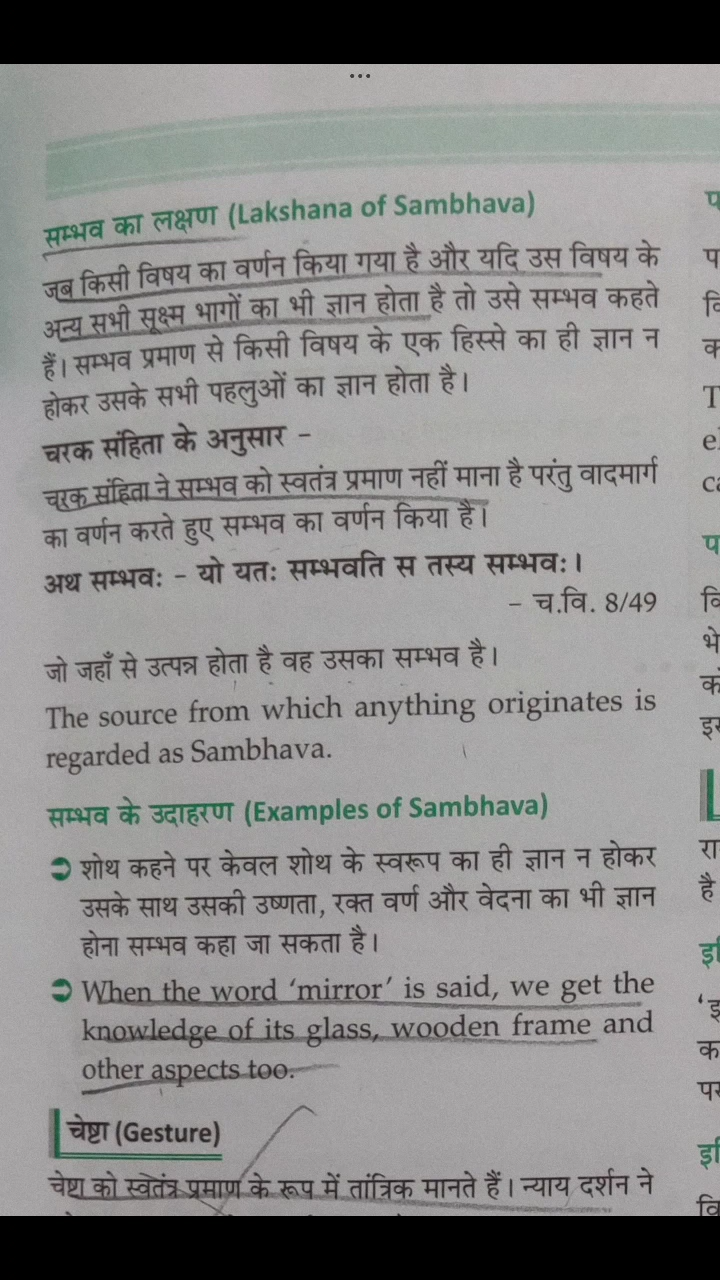 सम्भव का लक्षण (Lakshana of Sambhava)
जब किसी विषय का वर्णन किया गया है और यदि उस विषय के
अन्य सभी सूक्ष्म भागों का भी ज्ञान होता है तो उसे सम्भव कहते
हैं। सम्भव प्रमाण से किसी विषय के एक हिस्से का ही ज्ञान न
होकर उसके सभी पहलुओं का ज्ञान होता है।
चरक संहिता के अनुसार –
चरक संहिता ने सम्भव को स्वतंत्र प्रमाण नहीं माना है परंतु वादमार्ग
का वर्णन करते हुए सम्भव का वर्णन किया है।
अथ सम्भवः – यो यतः सम्भवति स तस्य सम्भवः।
– च.वि. 8/49
जो जहाँ से उत्पन्न होता है वह उसका सम्भव है।
The source from which anything originates is
regarded as Sambhava.
सम्भव के उदाहरण (Examples of Sambhava)
शोथ कहने पर केवल शोथ के स्वरूप का ही ज्ञान न होकर
उसके साथ उसकी उष्णता, रक्त वर्ण और वेदना का भी ज्ञान
होना सम्भव कहा जा सकता है।
When the word ‘mirror’ is said, we get the
knowledge of its glass, wooden frame and
other aspects too.
चेष्टा (Gesture)
चेष्टा को स्वतंत्र प्रमाण के रूप में तांत्रिक मानते हैं। न्याय दर्शन ने